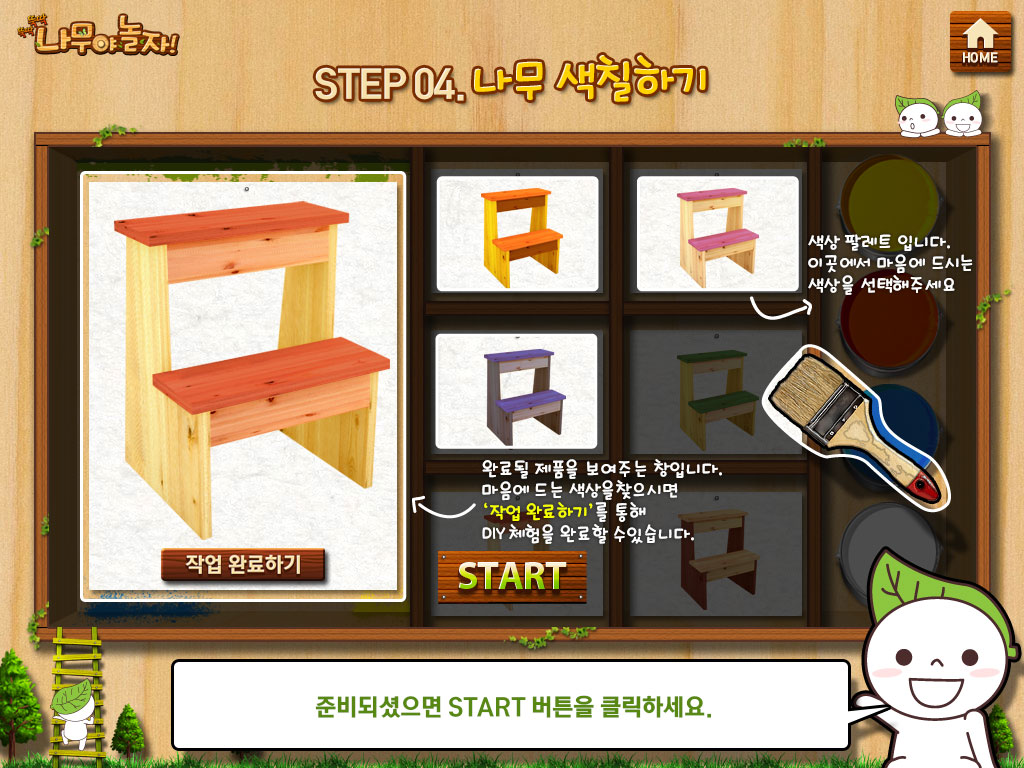 뚝딱뚝딱 나무야 놀자!
HOME
STEP 04. 나무 색칠하기
색상 팔레트 입니다.
이곳에서 마음에 드시는
색상을 선택해주세요
완료될 제품을 보여주는 창입니다.
마음에 드는 색상을찾으시면
'작업 완료하기'를 통해
DIY 체험을 완료할 수있습니다.
작업 완료하기
START
준비되셨으면 START 버튼을 클릭하세요.